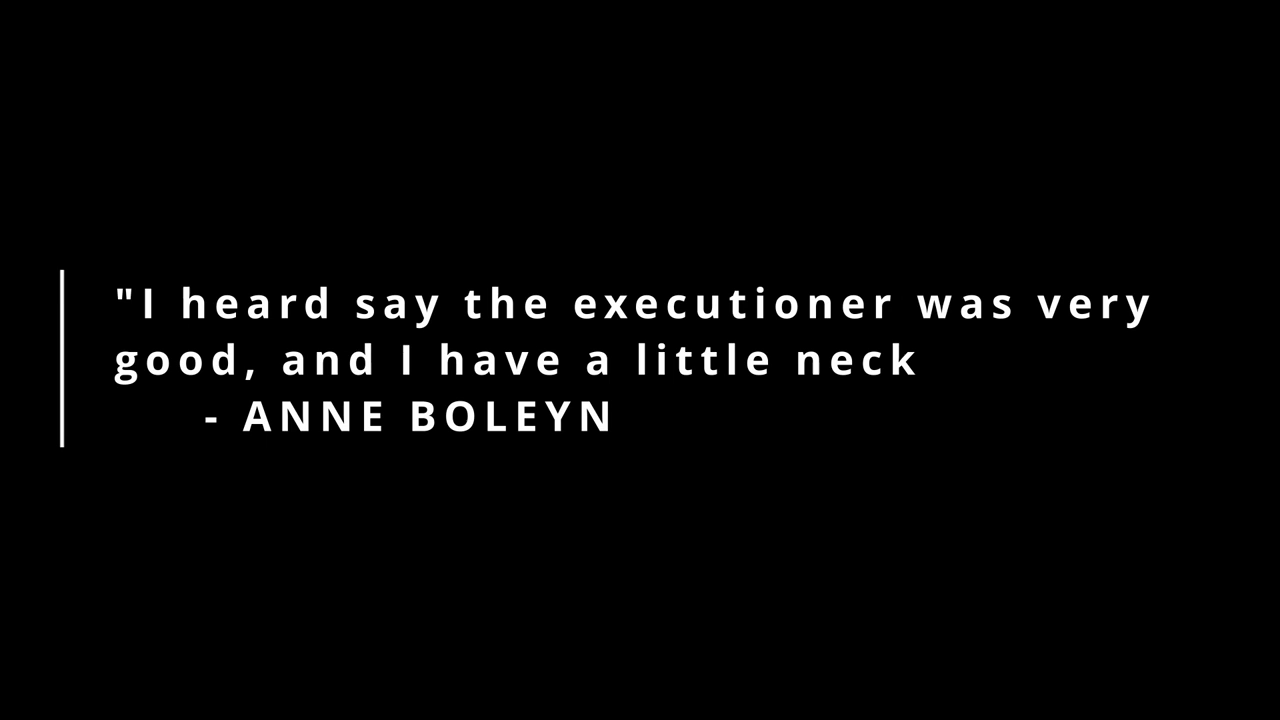 "I heard say the executioner was very
good, and I have a little neck
- ANNE BOLEYN